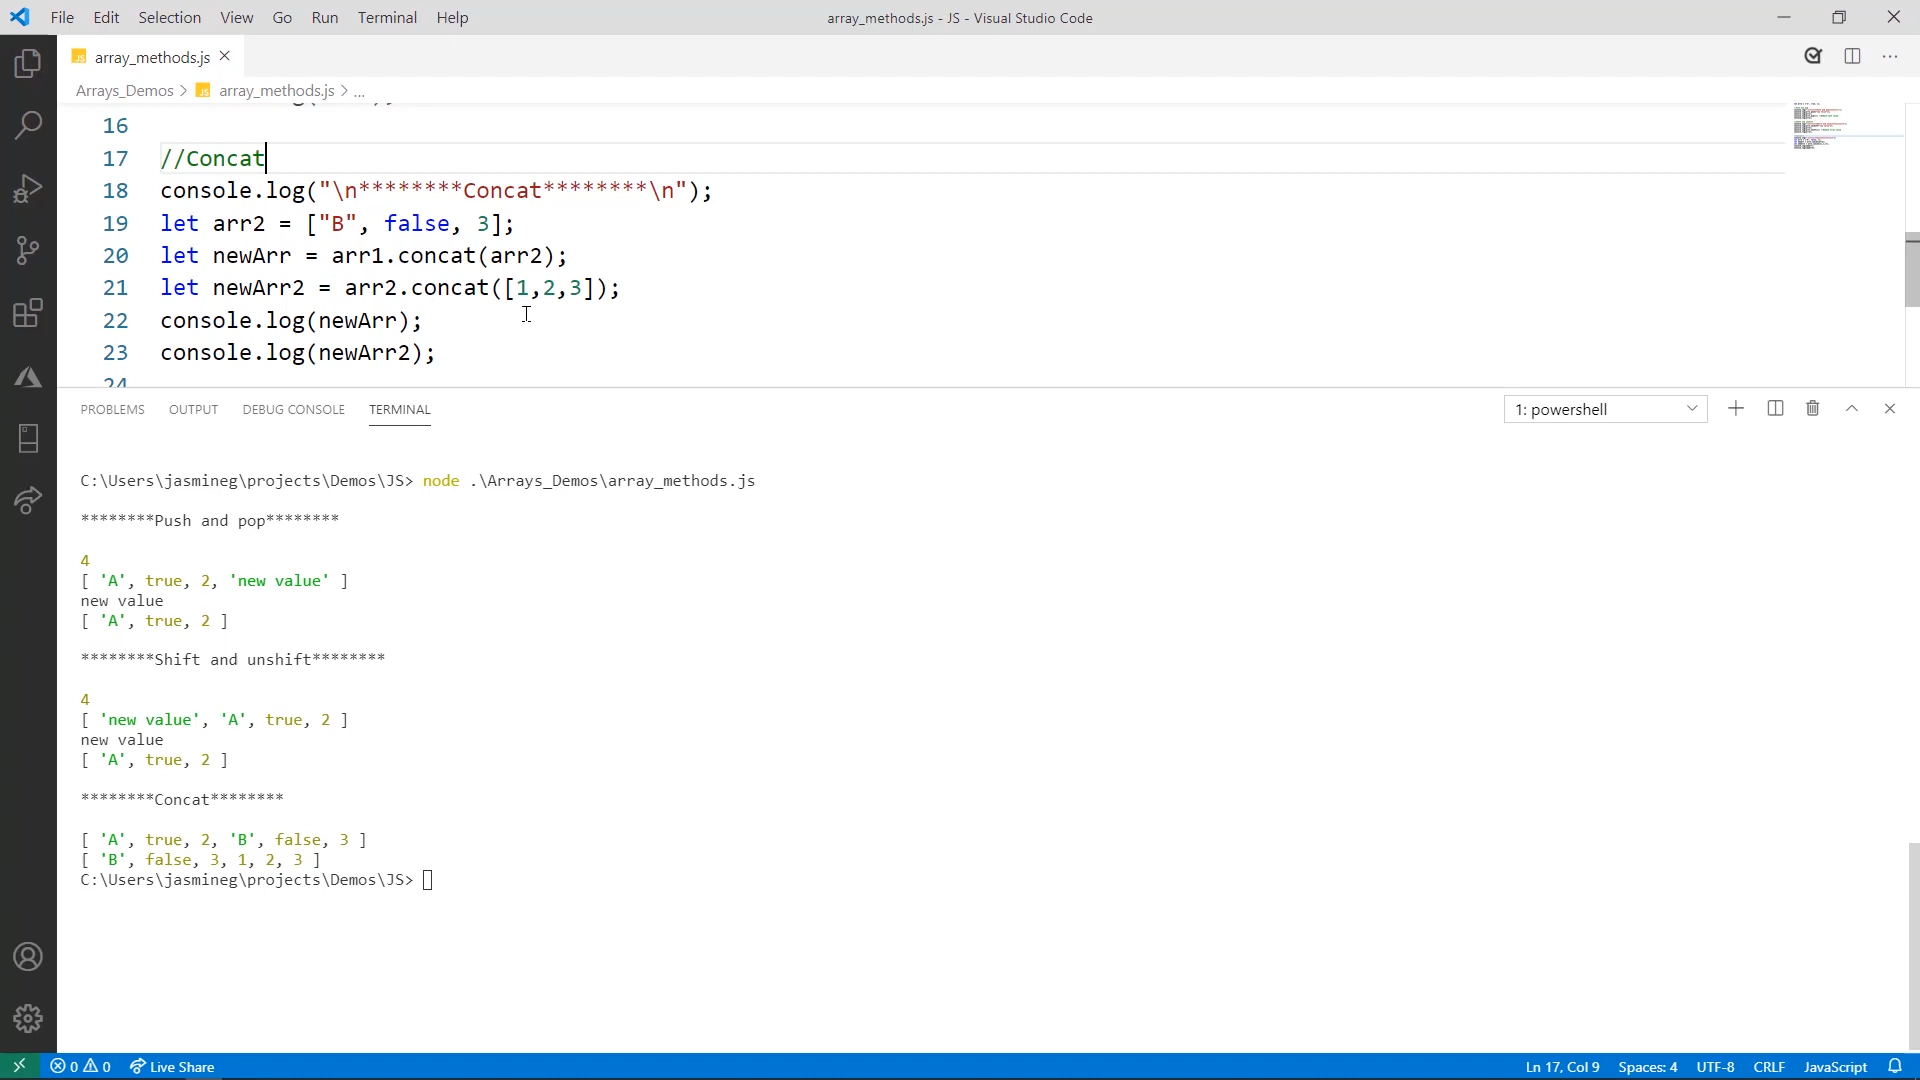 File Edit Selection View Go Run Terminal Help
array_methods.js - JS - Visual Studio Code
JS array_methods.js
Arrays_Demos > JS array_methods.js > ...
16
17 //Concat
18 console.log("\n********Concat********\n");
19 let arr2 = ["B", false, 3];
20 let newArr = arr1.concat(arr2);
21 let newArr2 = arr2.concat([1,2,3]);
22 console.log(newArr);
23 console.log(newArr2);
24
PROBLEMS OUTPUT DEBUG CONSOLE TERMINAL
1: powershell
C:\Users\jasmineg\projects\Demos\JS> node .\Arrays_Demos\array_methods.js
********Push and pop********
4
[ 'A', true, 2, 'new value' ]
new value
[ 'A', true, 2 ]
********Shift and unshift********
4
[ 'new value', 'A', true, 2 ]
new value
[ 'A', true, 2 ]
********Concat********
[ 'A', true, 2, 'B', false, 3 ]
[ 'B', false, 3, 1, 2, 3 ]
C:\Users\jasmineg\projects\Demos\JS>
0 0 Live Share
Ln 17, Col 9 Spaces: 4 UTF-8 CRLF JavaScript